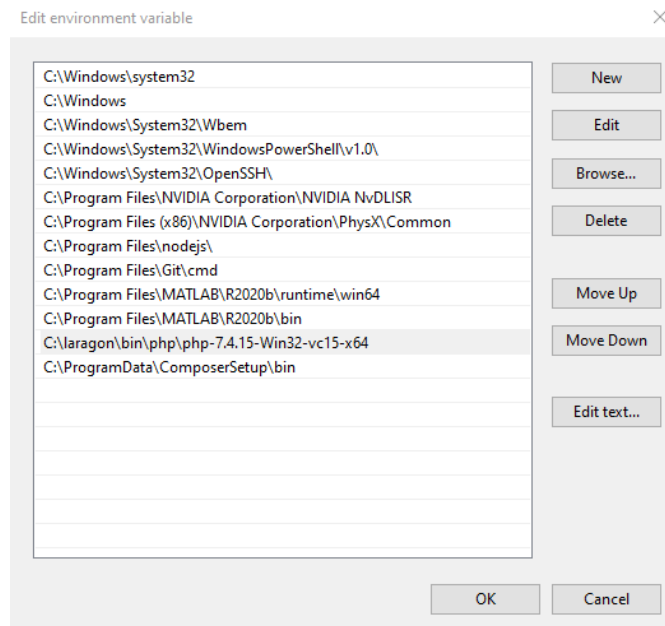 Edit environment variable
C:\Windows\system32
C:\Windows
C:\Windows\System32\Wbem
C:\Windows\System32\WindowsPowerShell\v1.0\
C:\Windows\System32\OpenSSH\
C:\Program Files\NVIDIA Corporation\NVIDIA NvDLISR
C:\Program Files (x86)\NVIDIA Corporation\PhysX\Common
C:\Program Files\nodejs\
C:\Program Files\Git\cmd
C:\Program Files\MATLAB\R2020b\runtime\win64
C:\Program Files\MATLAB\R2020b\bin
C:\laragon\bin\php\php-7.4.15-Win32-vc15-x64
C:\ProgramData\ComposerSetup\bin
New
Edit
Browse...
Delete
Move Up
Move Down
Edit text...
OK
Cancel